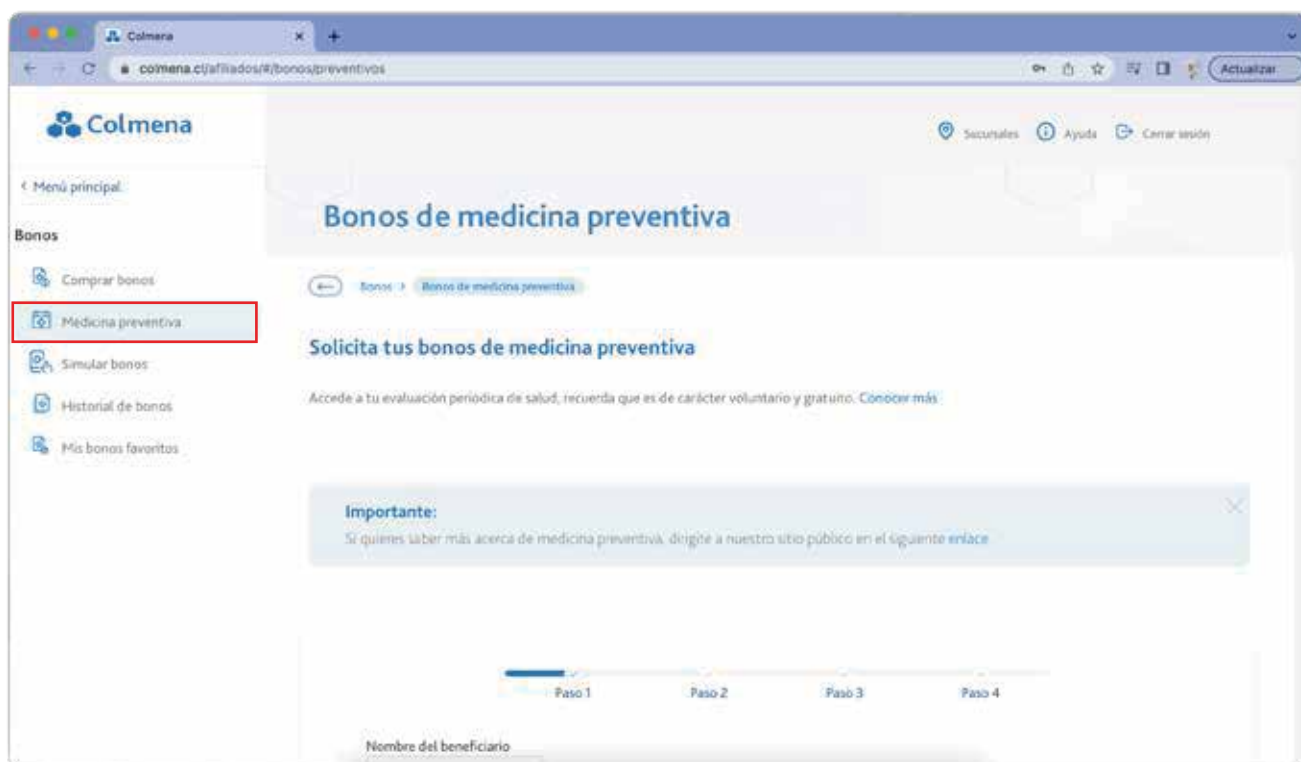 Colmena
colmena.cl/afiliados/#/bonos/preventivos
Actualizar
Colmena
Sucursales
Ayuda
Cerrar sesión
< Menú principal
Bonos de medicina preventiva
Bonos
Comprar bonos
Medicina preventiva
Simular bonos
Historial de bonos
Mis bonos favoritos
Bonos > Bonos de medicina preventiva
Solicita tus bonos de medicina preventiva
Accede a tu evaluación periódica de salud, recuerda que es de carácter voluntario y gratuito. Conocer más
Importante:
Si quieres saber más acerca de medicina preventiva, dirígite a nuestro sitio público en el siguiente enlace
Paso 1
Paso 2
Paso 3
Paso 4
Nombre del beneficiario